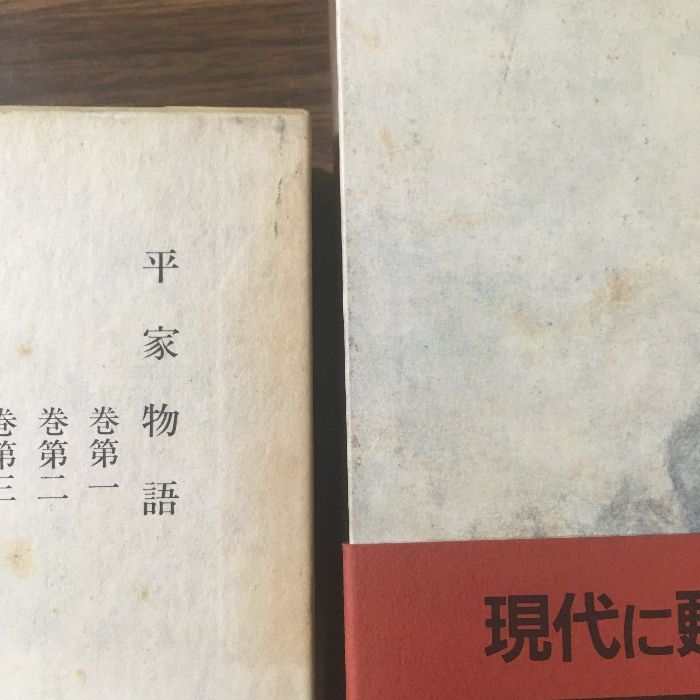 平家物語
巻第一
巻第二
巻第三
現代に